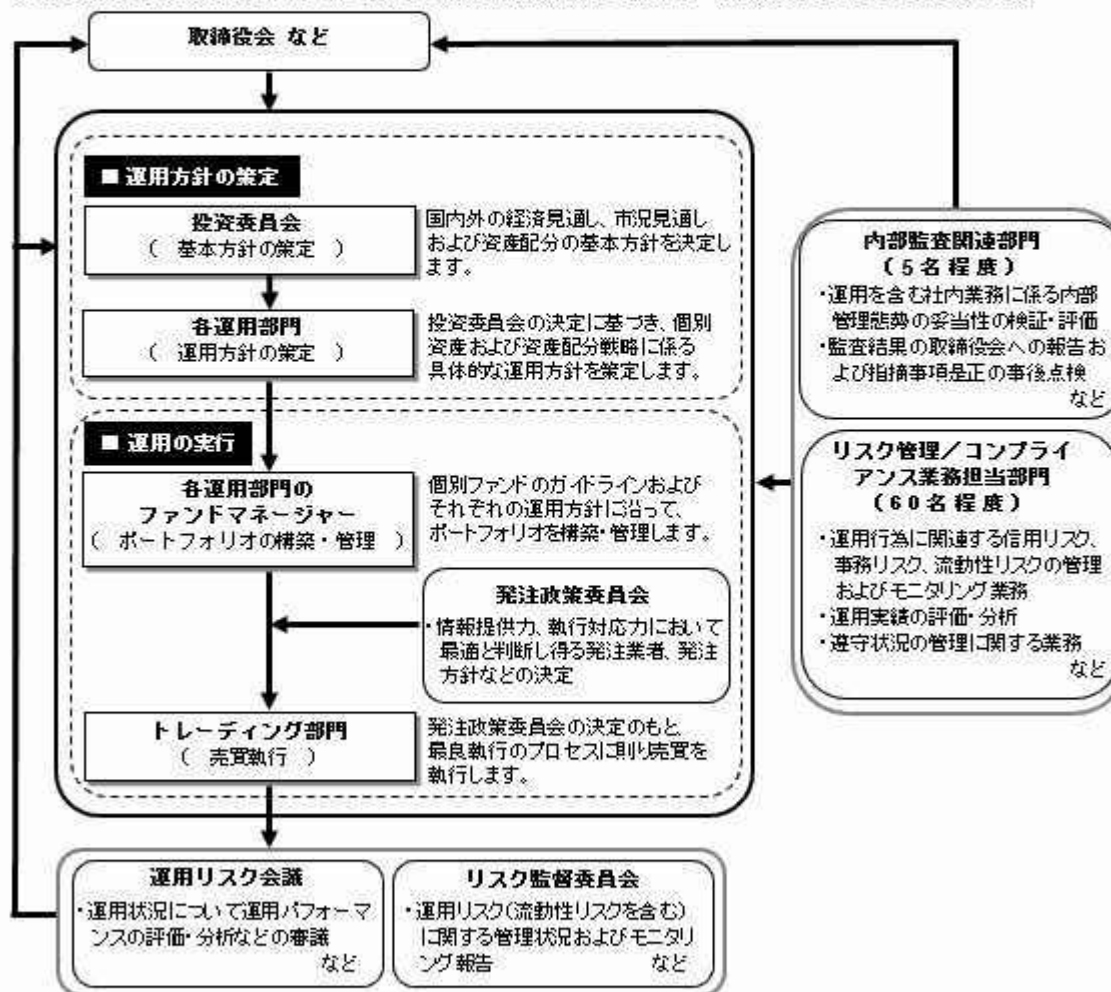 取締役会 など
■ 運用方針の策定
投資委員会
( 基本方針の策定 )
国内外の経済見通し、市況見通し
および資産配分の基本方針を決定し
ます。
各運用部門
( 運用方針の策定 )
投資委員会の決定に基づき、個別
資産および資産配分戦略に係る
具体的な運用方針を策定します。
■ 運用の実行
各運用部門の
ファンドマネージャー
( ポートフォリオの構築・管理 )
個別ファンドのガイドラインおよび
それぞれの運用方針に沿って、
ポートフォリオを構築・管理します。
発注政策委員会
・情報提供力、執行対応力において
最適と判断し得る発注業者、発注
方針などの決定
トレーディング部門
( 売買執行 )
発注政策委員会の決定のもと、
最良執行のプロセスに則り売買を
執行します。
内部監査関連部門
(5名程度)
・運用を含む社内業務に係る内部
管理態勢の妥当性の検証・評価
・監査結果の取締役会への報告お
よび指摘事項是正の事後点検
など
リスク管理/コンプライ
アンス業務担当部門
(60名程度)
・運用行為に関連する信用リスク、
事務リスク、流動性リスクの管理
およびモニタリング業務
・運用実績の評価・分析
・遵守状況の管理に関する業務
など
運用リスク会議
・運用状況について運用パフォーマ
ンスの評価・分析などの審議
など
リスク監督委員会
・運用リスク(流動性リスクを含む)
に関する管理状況およびモニタリ
ング報告 など